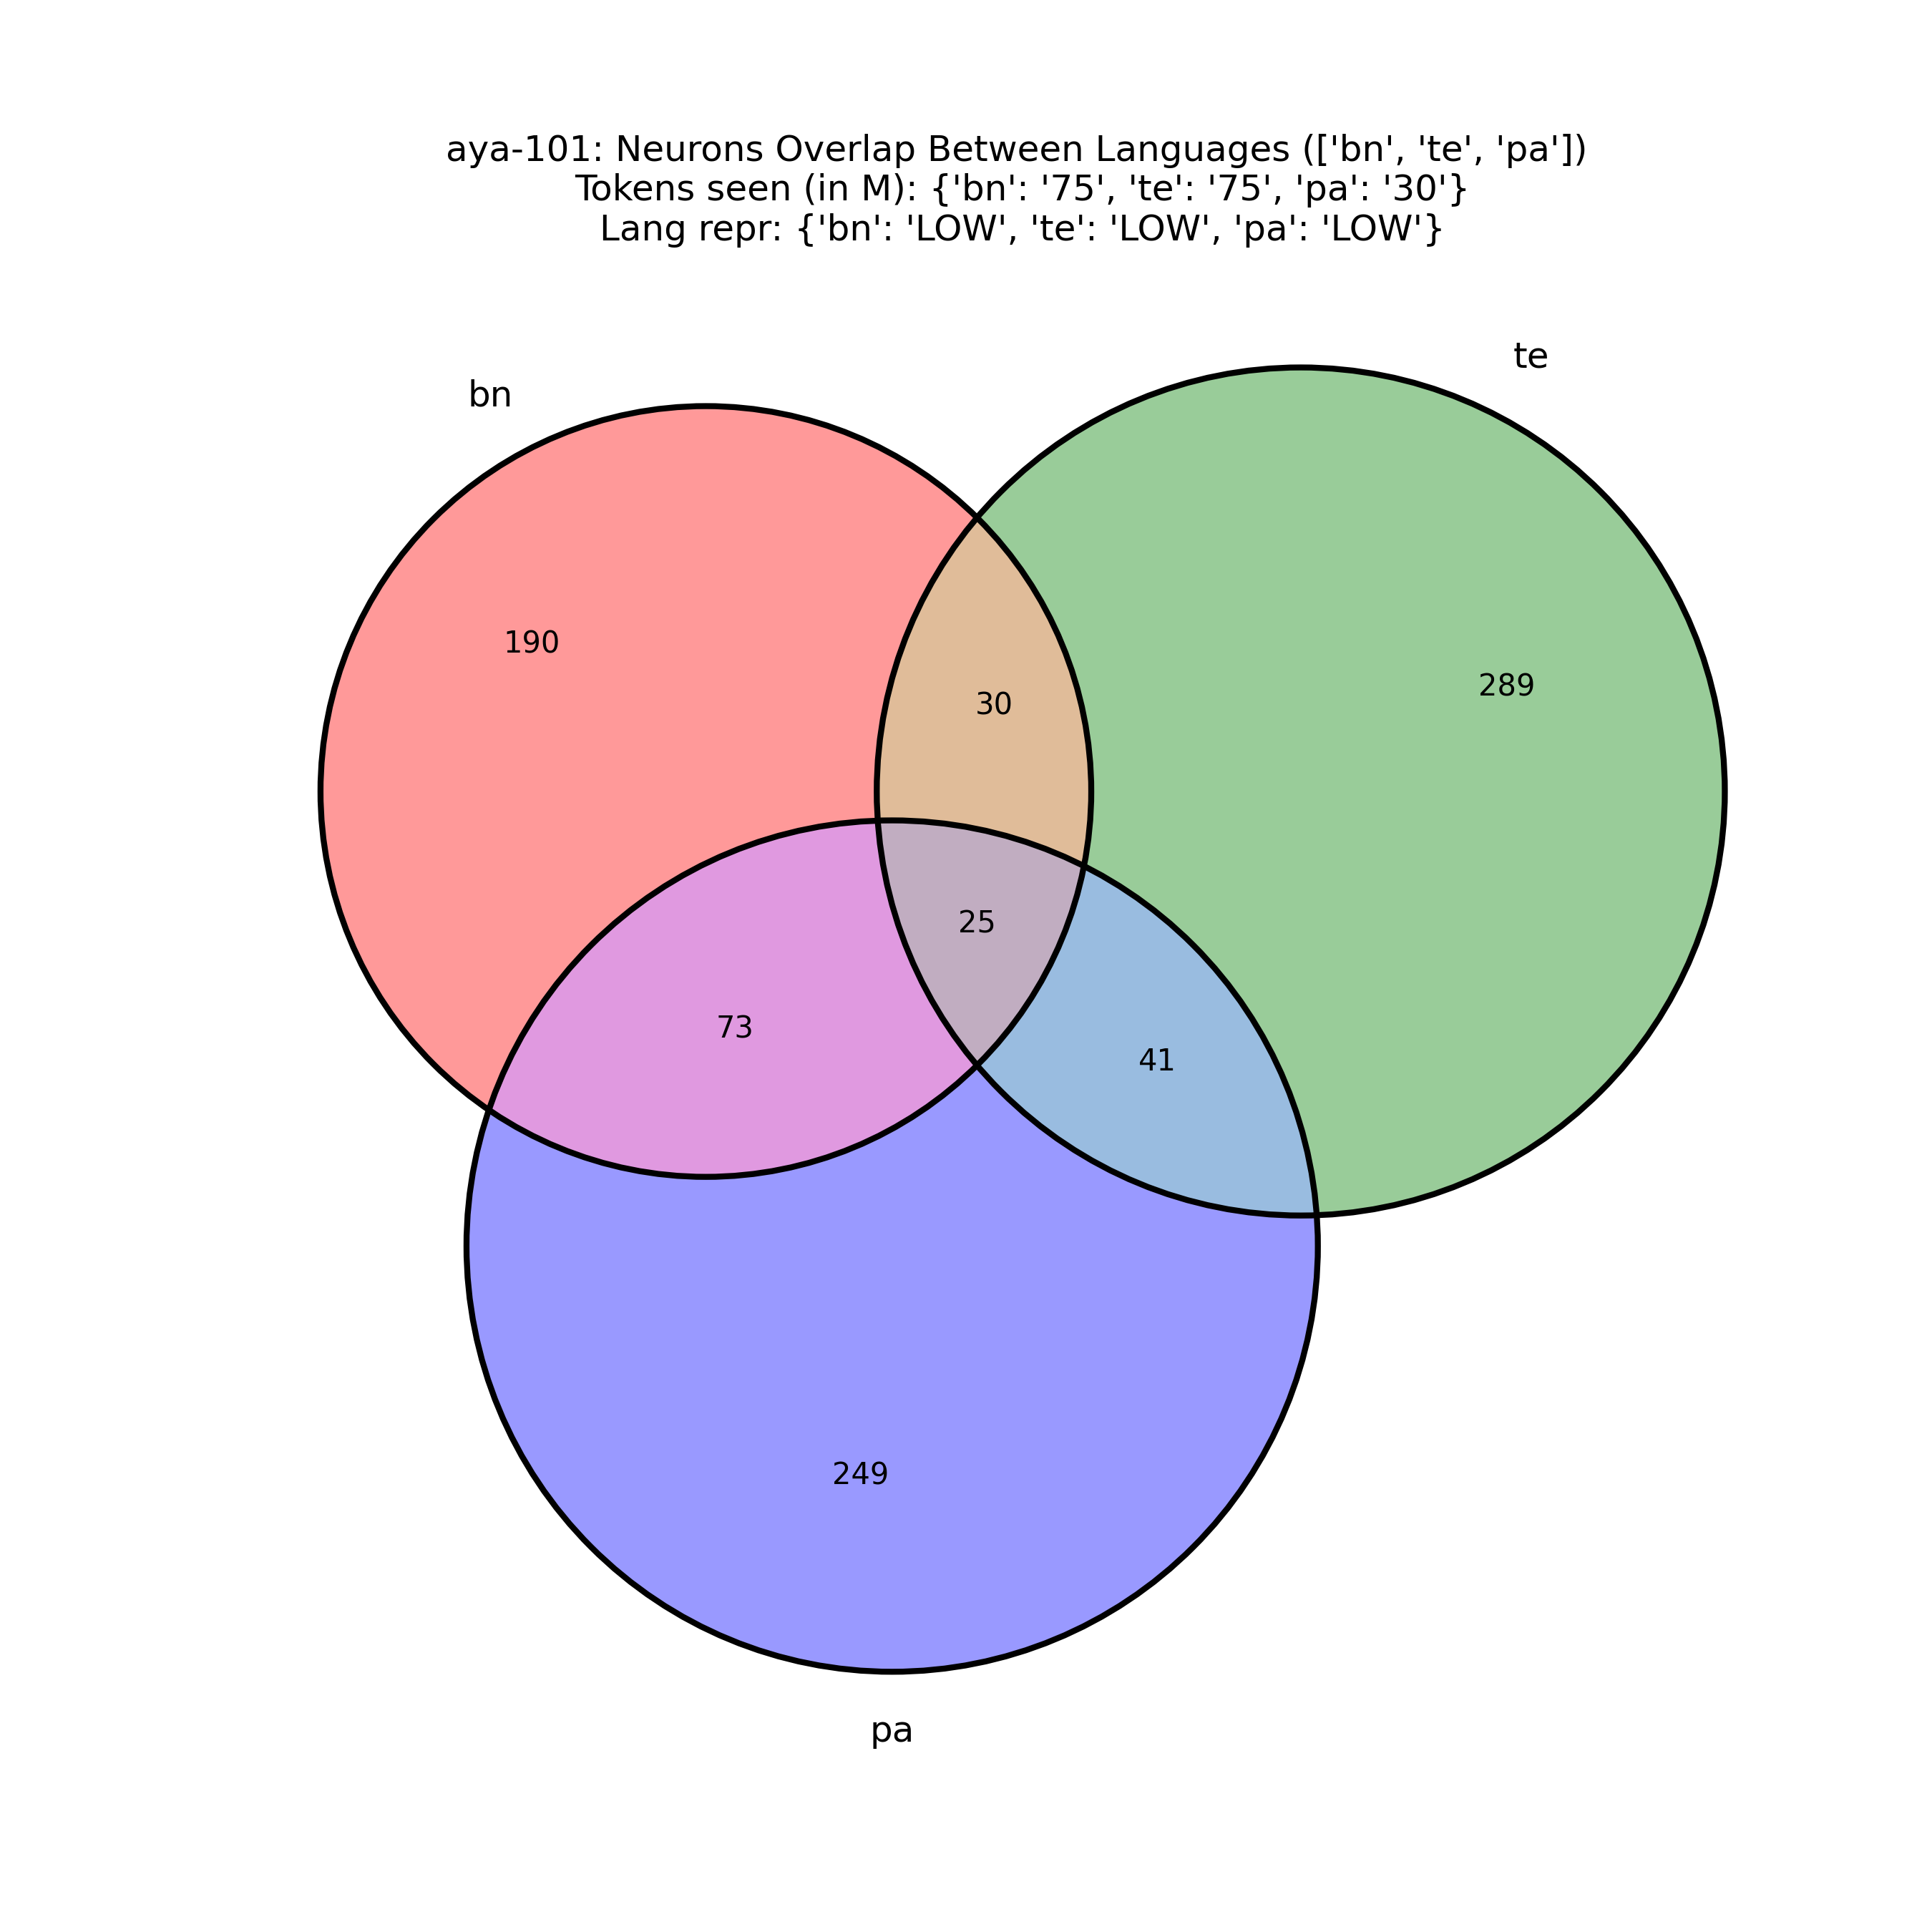 aya-101: Neurons Overlap Between Languages (['bn', 'te', 'pa'])
Tokens seen (in M): {'bn': '75', 'te': '75', 'pa': '30'}
Lang repr: {'bn': 'LOW', 'te': 'LOW', 'pa': 'LOW'}
te
bn
190
289
30
25
73
41
249
pa